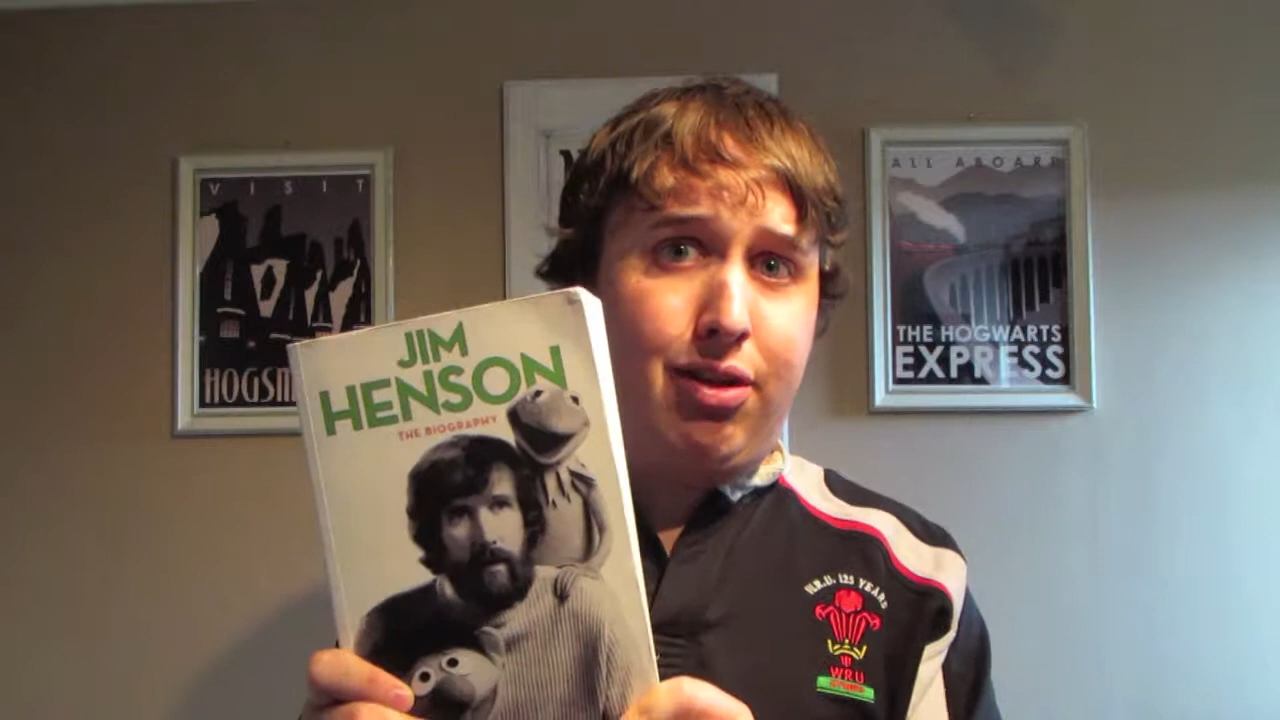 VISIT
HOGSM
JIM
HENSON
THE BIOGRAPHY
ALL ABOARD
THE HOGWARTS
EXPRESS
W.R.U. 125 YEARS
WRU